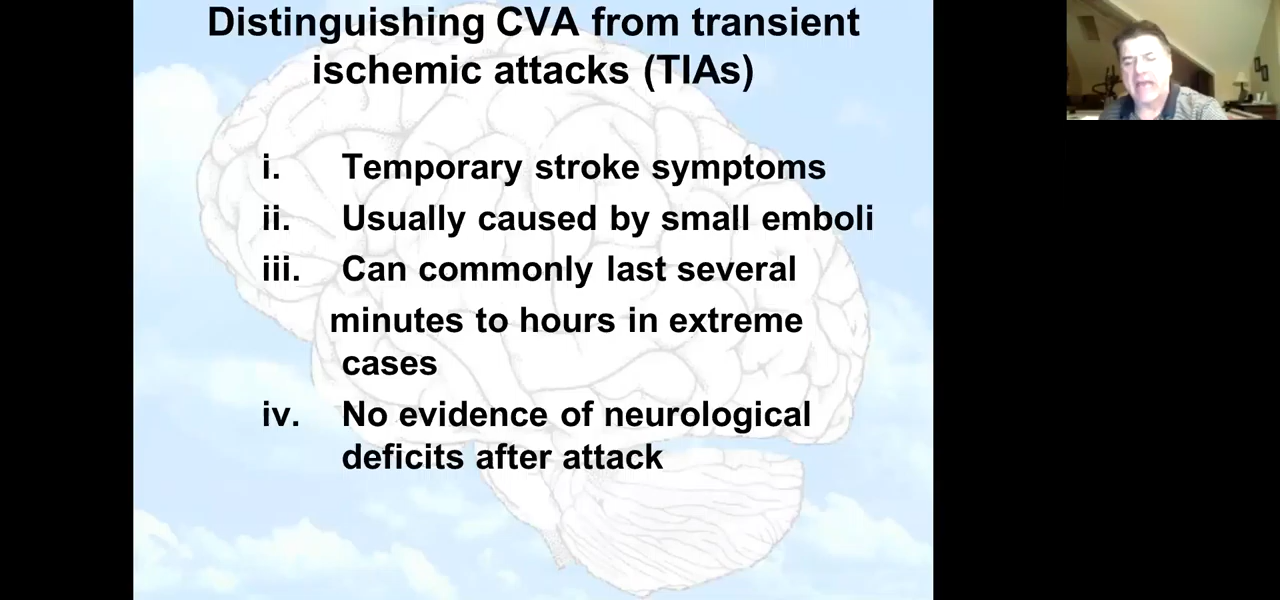 Distinguishing CVA from transient
ischemic attacks (TIAs)
i. Temporary stroke symptoms
ii. Usually caused by small emboli
iii. Can commonly last several
minutes to hours in extreme
cases
iv. No evidence of neurological
deficits after attack